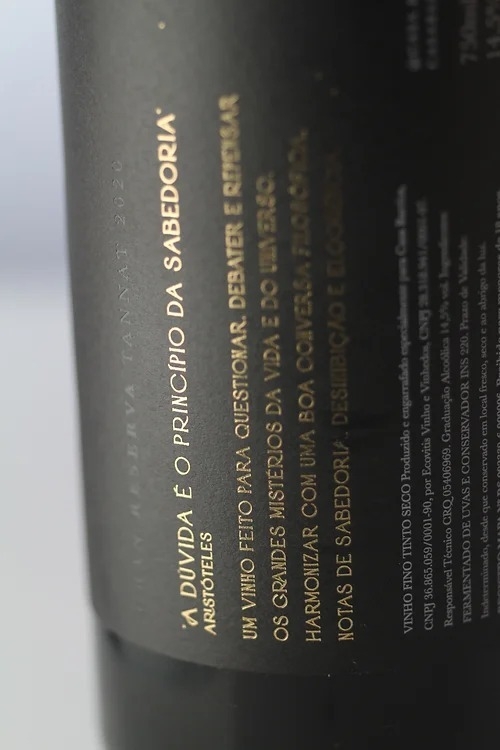 RESERVA TANNAT 2020
"A DÚVIDA É O PRINCÍPIO DA SABEDORIA"
ARISTÓTELES
UM VINHO FEITO PARA QUESTIONAR, DEBATER E REPENSAR
OS GRANDES MISTÉRIOS DA VIDA E DO UNIVERSO.
HARMONIZAR COM UMA BOA CONVERSA FILOSÓFICA,
NOTAS DE SABEDORIA, DESINIBIÇÃO E ELOQUÊNCIA.
VINHO FINO TINTO SECO Produzido e engarrafado especialmente para
CNPJ 36.865.059/0001-90, por Ecovitis Vinho e Vinhedos, CNPJ
Responsável Técnico CRQ 05406969. Graduação Alcoólica 14,5% vol. Ingredientes
FERMENTADO DE UVAS E CONSERVADOR INS 220. Prazo de Validade
Indeterminado, desde que conservado em local fresco, seco e ao abrigo da luz.
750ml